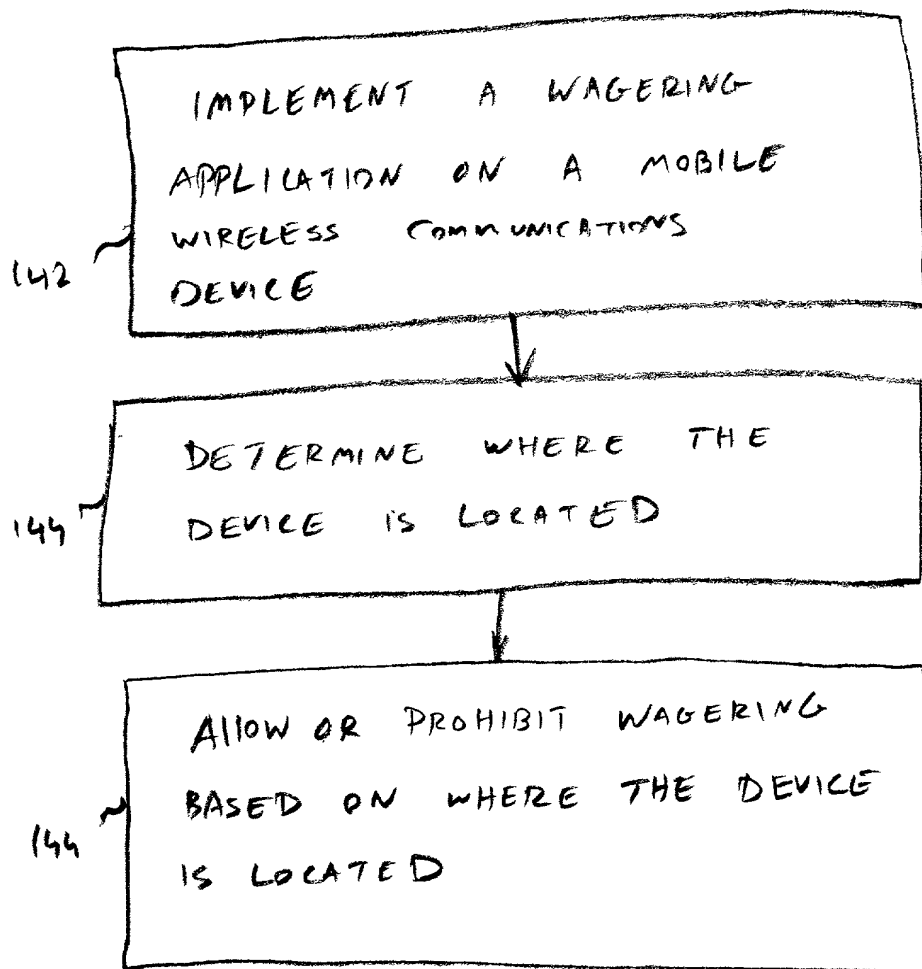 IMPLEMENT A WAGERING
APPLICATION ON A MOBILE
WIRELESS COMMUNICATIONS
142
DEVICE
DETERMINE WHERE THE
144
DEVICE IS LOCATED
AllOW OR PROHIBIT WAGERING
BASED ON WHERE THE DEVICE
144
IS LOCATED